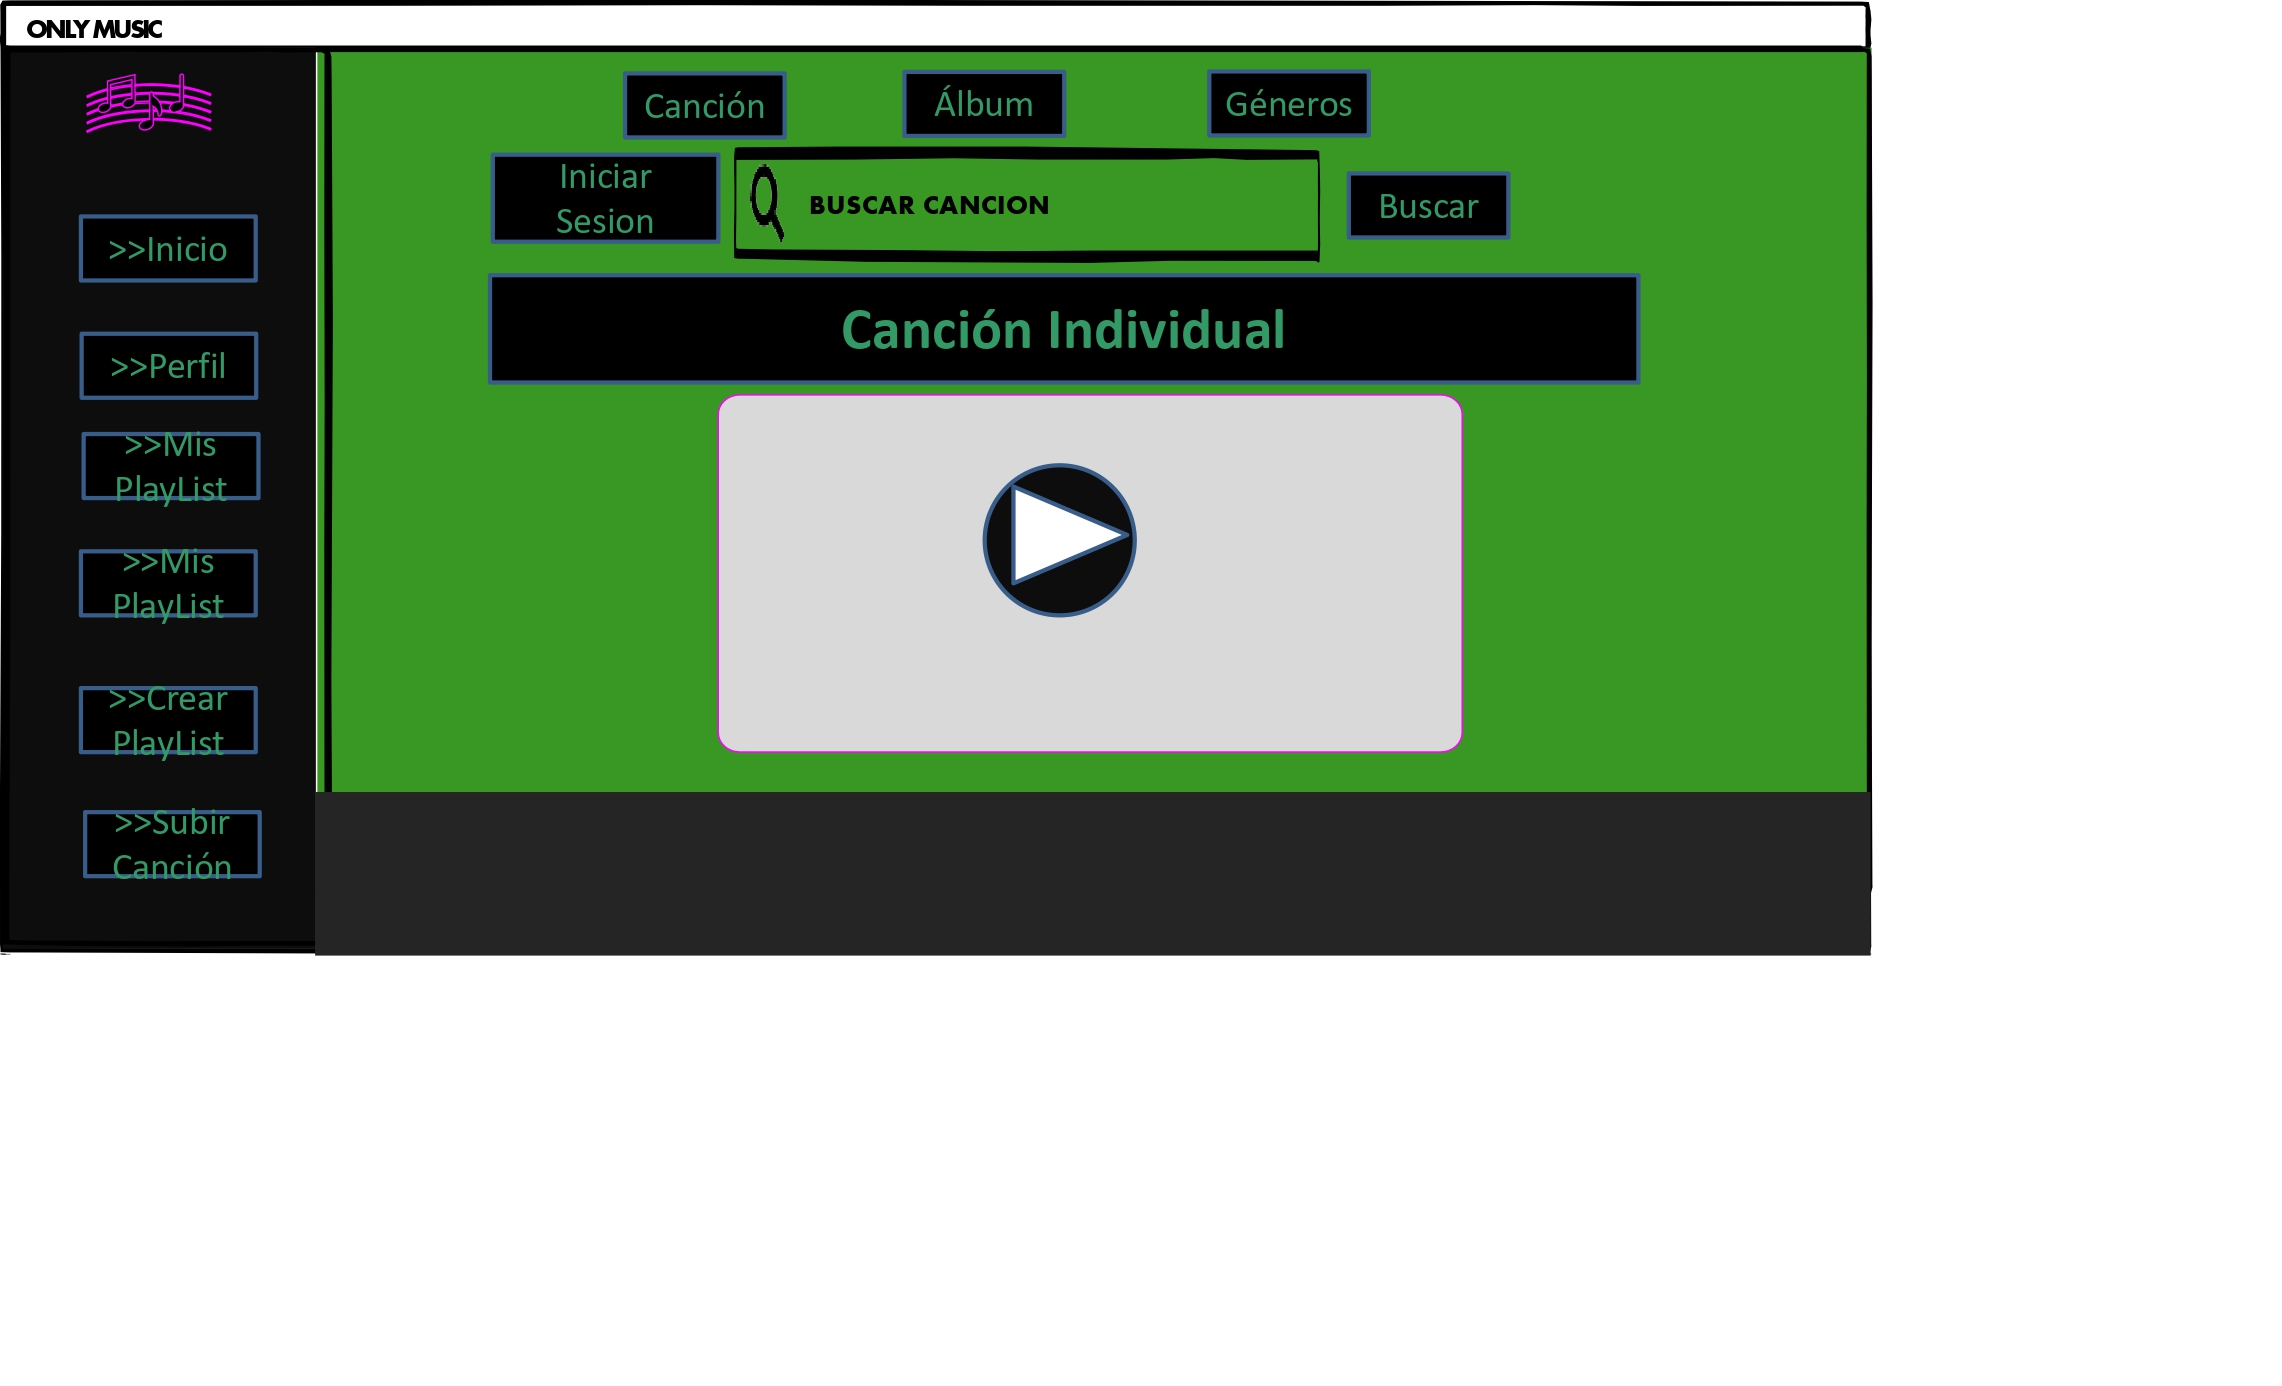 ONLY MUSIC
Canción
Álbum
Géneros
Iniciar
Sesion
BUSCAR CANCION
Buscar
Canción Individual
>>Inicio
>>Perfil
>>Mis
PlayList
>>Mis
PlayList
>>Crear
PlayList
>>Subir
Canción